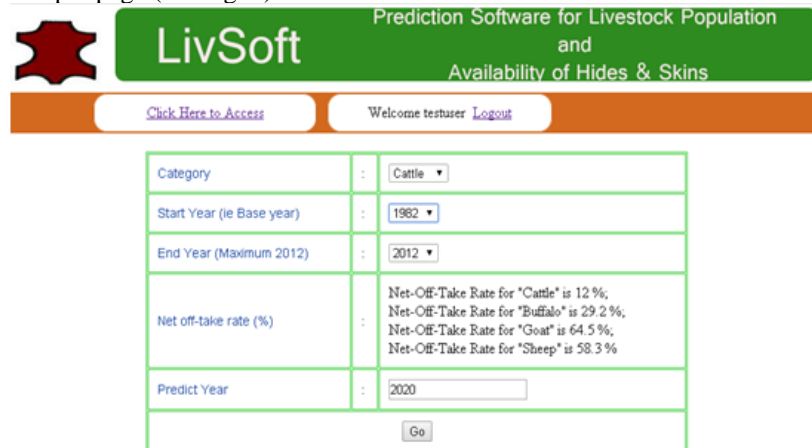 LivSoft
Prediction Software for Livestock Population
and
Availability of Hides & Skins
Click Here to Access
Welcome testuser Logout
Category : Cattle
Start Year (ie Base year) : 1982
End Year (Maximum 2012) : 2012
Net off-take rate (%) :
Net-Off-Take Rate for "Cattle" is 12 %;
Net-Off-Take Rate for "Buffalo" is 29.2 %;
Net-Off-Take Rate for "Goat" is 64.5 %;
Net-Off-Take Rate for "Sheep" is 58.3 %
Predict Year : 2020
Go